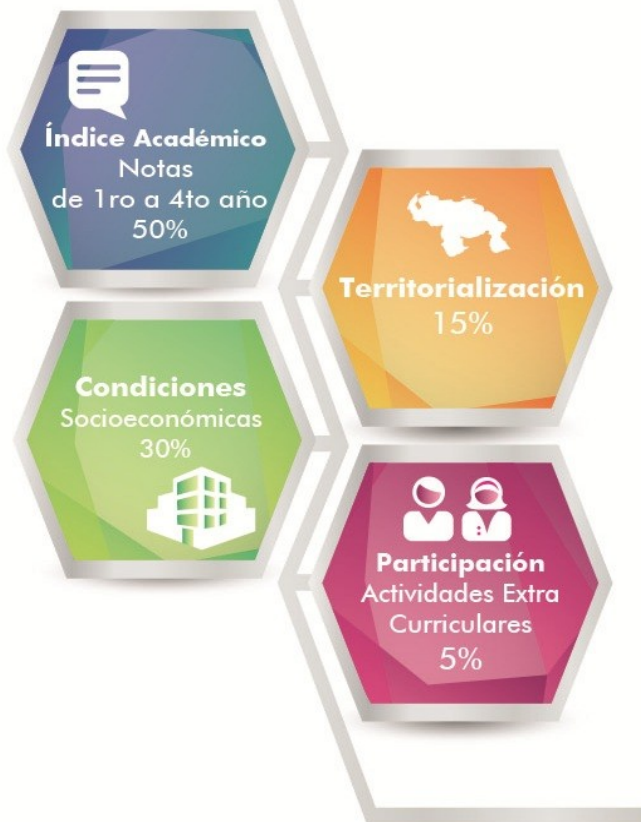 Índice Académico
Notas
de 1ro a 4to año
50%
Territorialización
15%
Condiciones
Socioeconómicas
30%
Participación
Actividades Extra
Curriculares
5%